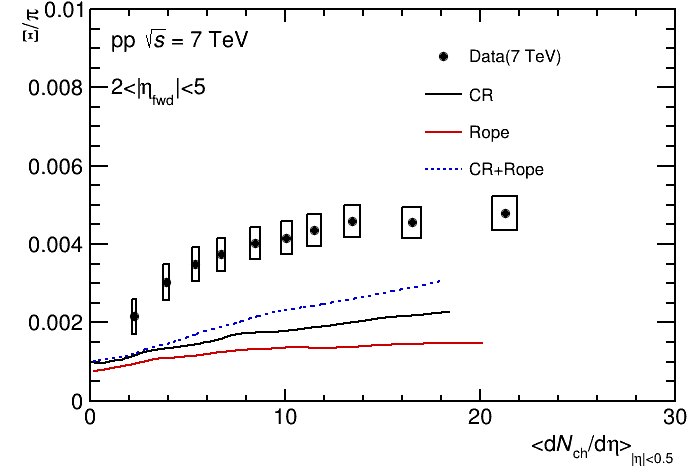 Ξ/π
0.01
0.008
0.006
0.004
0.002
0
pp √s = 7 TeV
2<|η_fwd|<5
Data(7 TeV)
CR
Rope
CR+Rope
0 10 20 30
<dN_ch/dη>_|η|<0.5